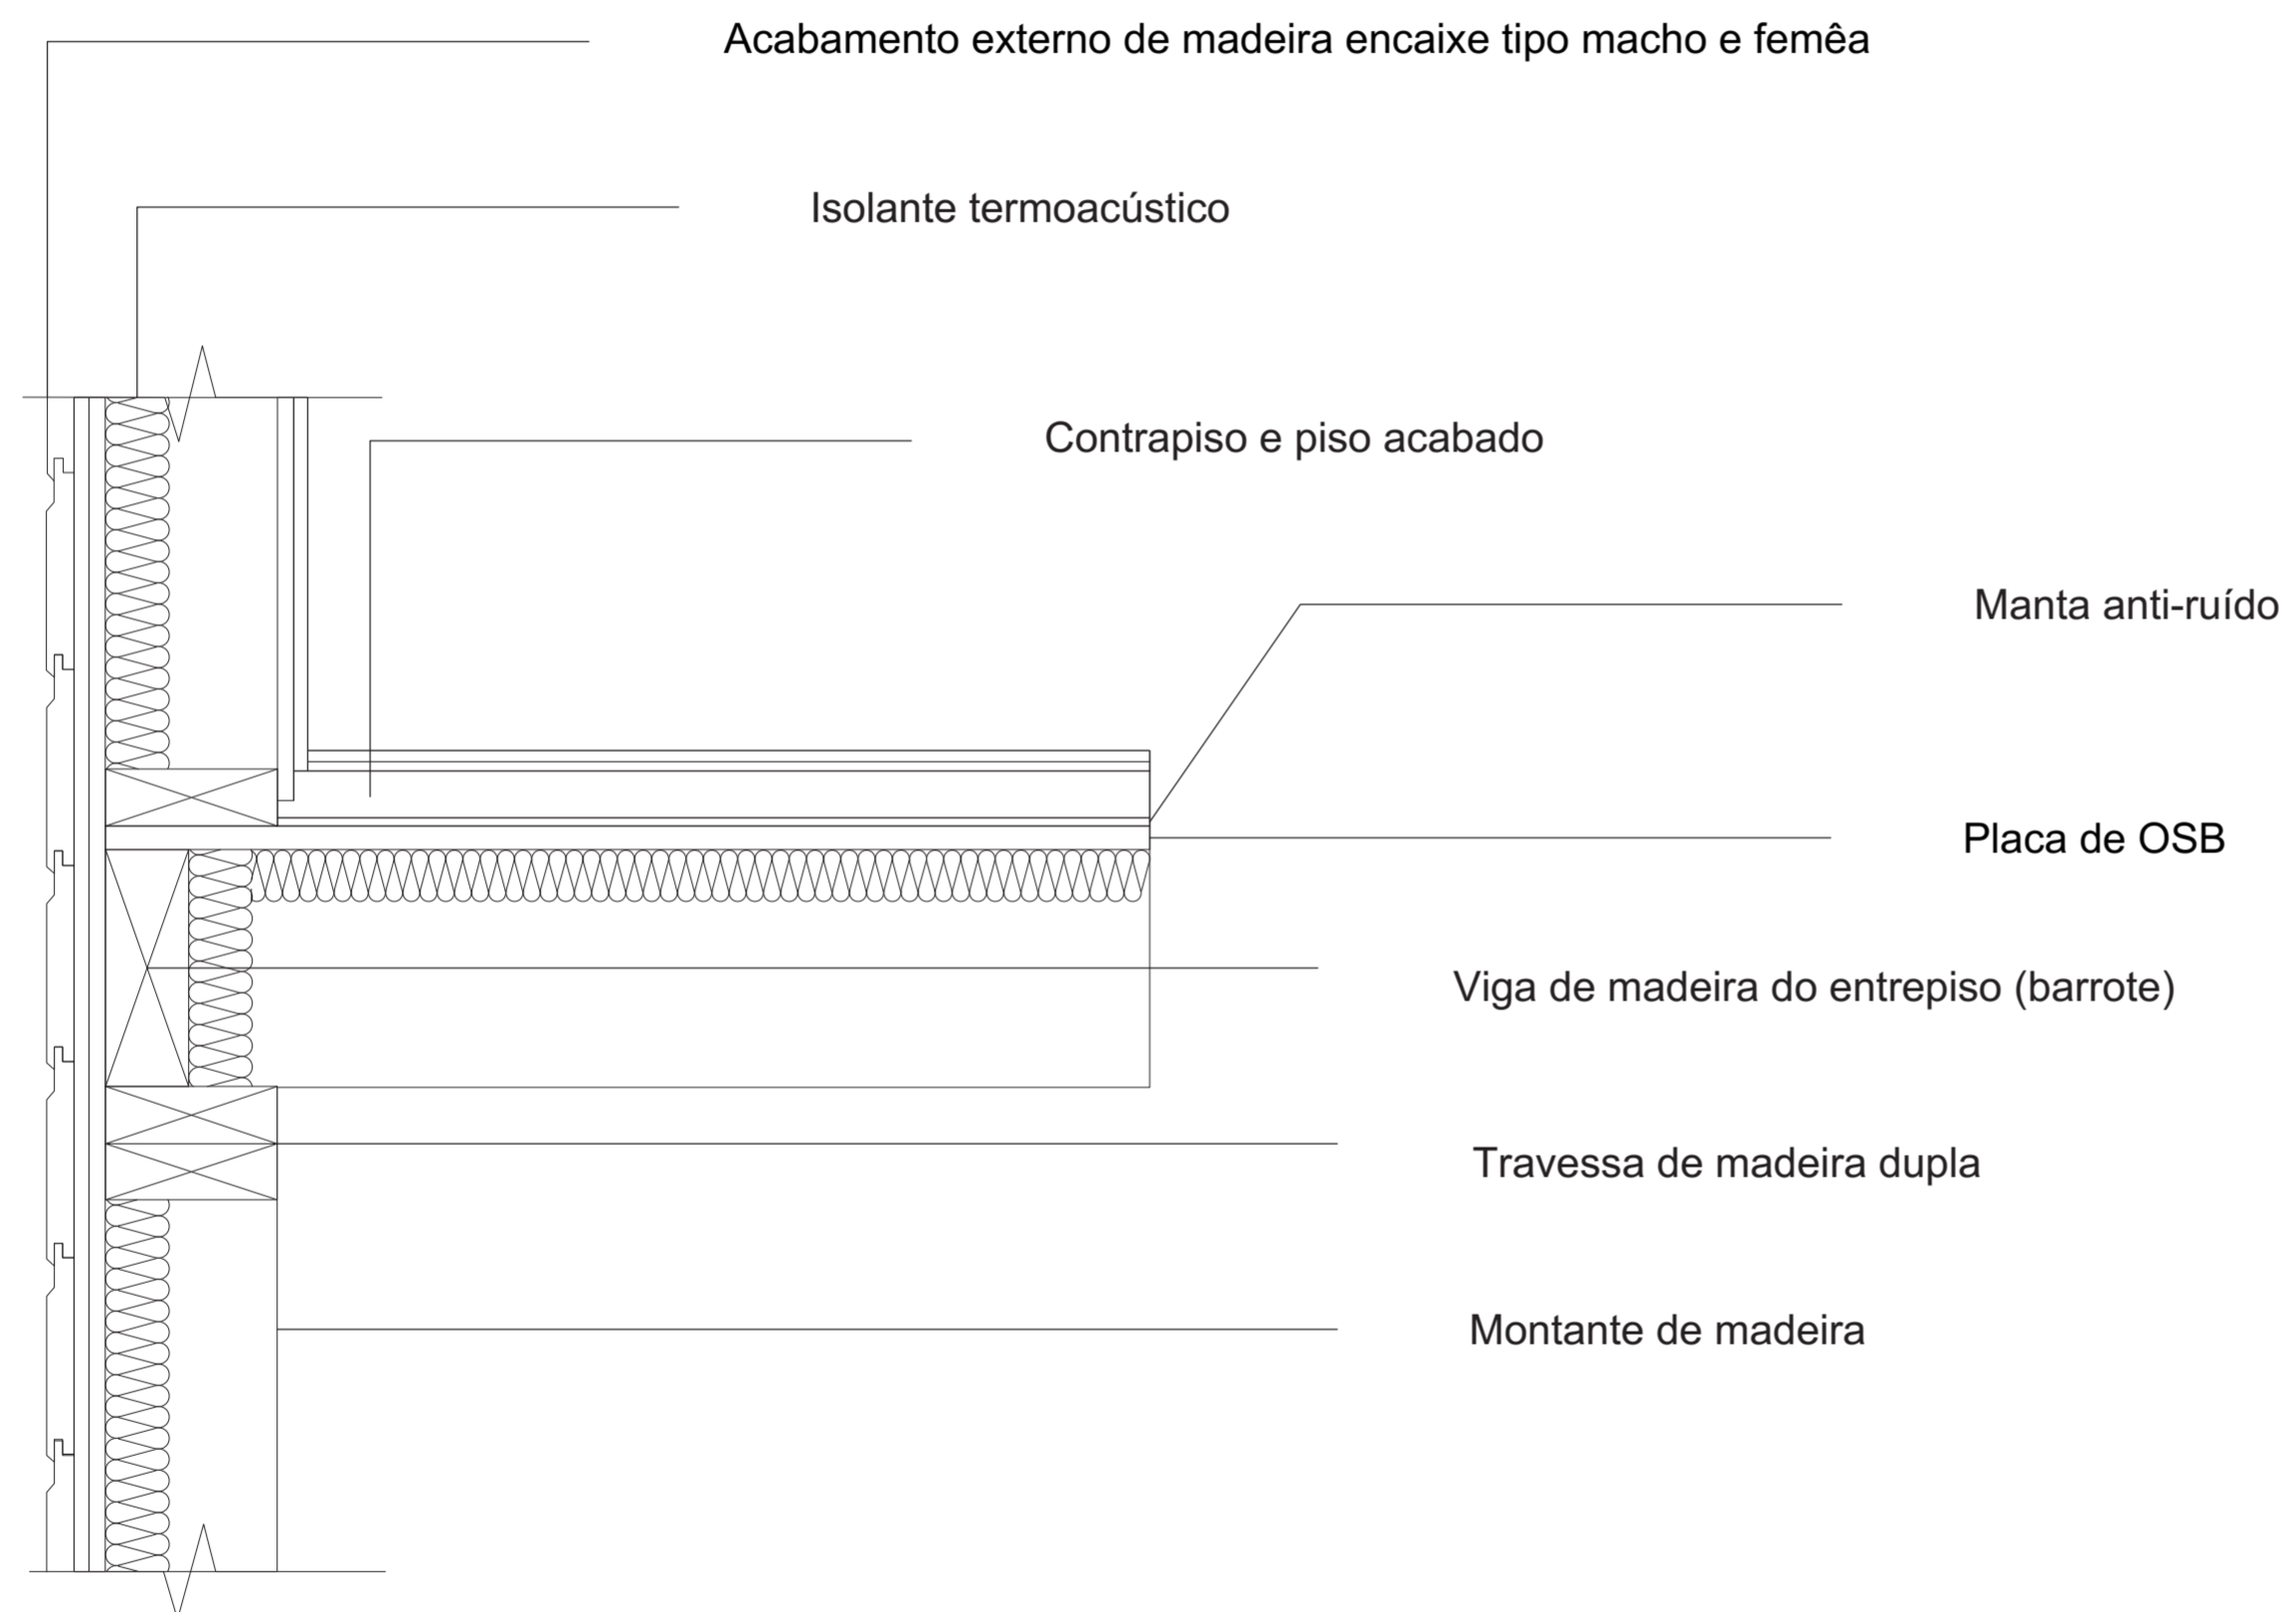 Acabamento externo de madeira encaixe tipo macho e femêa
Isolante termoacústico
Contrapiso e piso acabado
Manta anti-ruído
Placa de OSB
Viga de madeira do entrepiso (barrote)
Travessa de madeira dupla
Montante de madeira